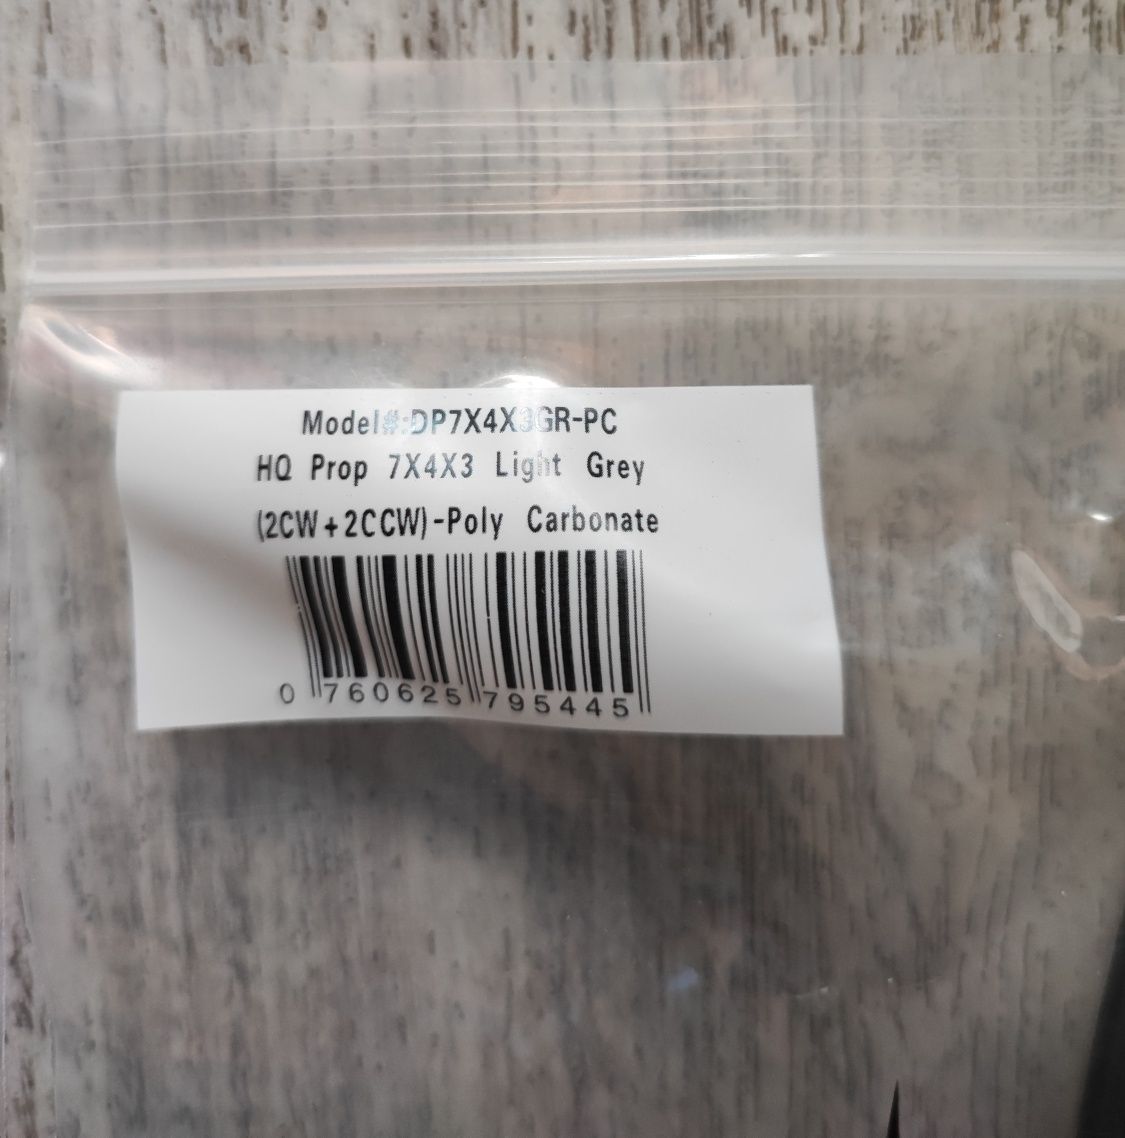 Model#:DP7X4X3GR-PC
HQ Prop 7X4X3 Light Grey
(2CW+2CCW)-Poly Carbonate
0 760625 795445